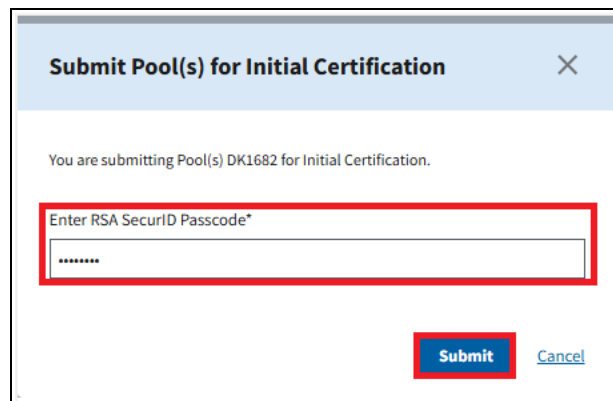 Submit Pool(s) for Initial Certification
You are submitting Pool(s) DK1682 for Initial Certification.
Enter RSA SecurID Passcode*
••••••••
Submit Cancel